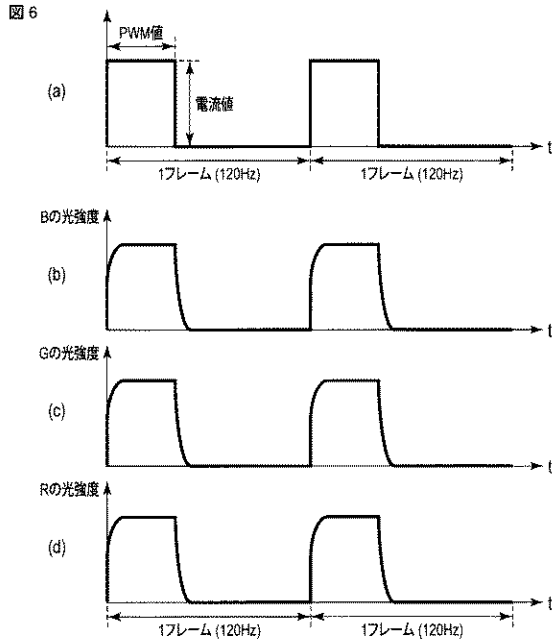 図 6
PWM値
(a)
電流値
t
1フレーム (120Hz)
1フレーム (120Hz)
Bの光強度
(b)
t
Gの光強度
(c)
t
Rの光強度
(d)
t
1フレーム (120Hz)
1フレーム (120Hz)